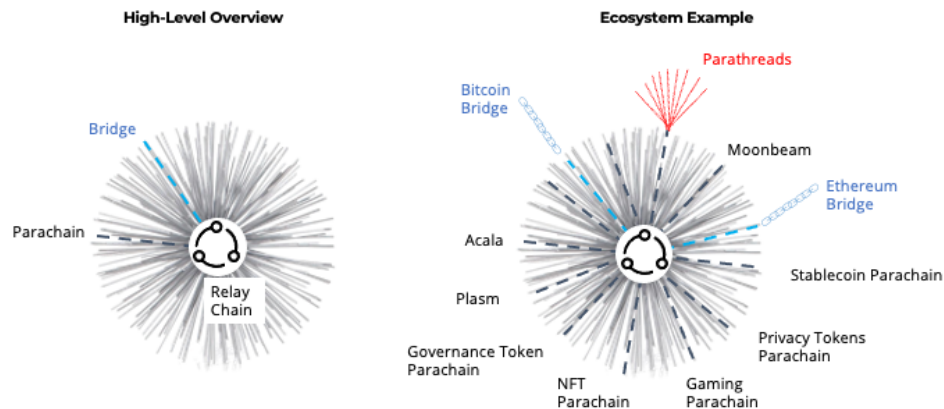 High-Level Overview
Bridge
Parachain
Relay
Chain
Ecosystem Example
Parathreads
Bitcoin
Bridge
Moonbeam
Ethereum
Bridge
Acala
Stablecoin Parachain
Plasm
Privacy Tokens
Parachain
Governance Token
Parachain
NFT
Parachain
Gaming
Parachain